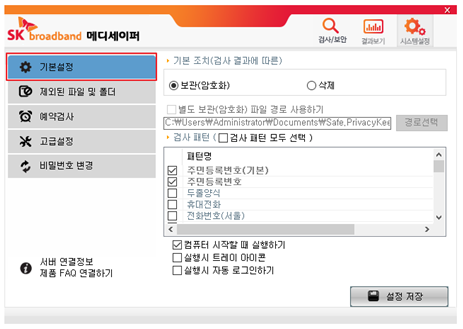 SK broadband 메디세이퍼
검사/보안 결과보기 시스템설정
기본설정
제외된 파일 및 폴더
예약검사
고급설정
비밀번호 변경
서버 연결정보
제품 FAQ 연결하기
기본 조치(검사 결과에 따른)
보관(암호화) 삭제
별도 보관(암호화) 파일 경로 사용하기
C:₩Users₩Administrator₩Documents₩Safe,PrivacyKee 경로선택
검사 패턴 ( 검사 패턴 모두 선택 )
패턴명
주민등록번호(기본)
주민등록번호
두줄양식
휴대전화
전화번호(서울)
컴퓨터 시작할 때 실행하기
실행시 트레이 아이콘
실행시 자동 로그인하기
설정 저장